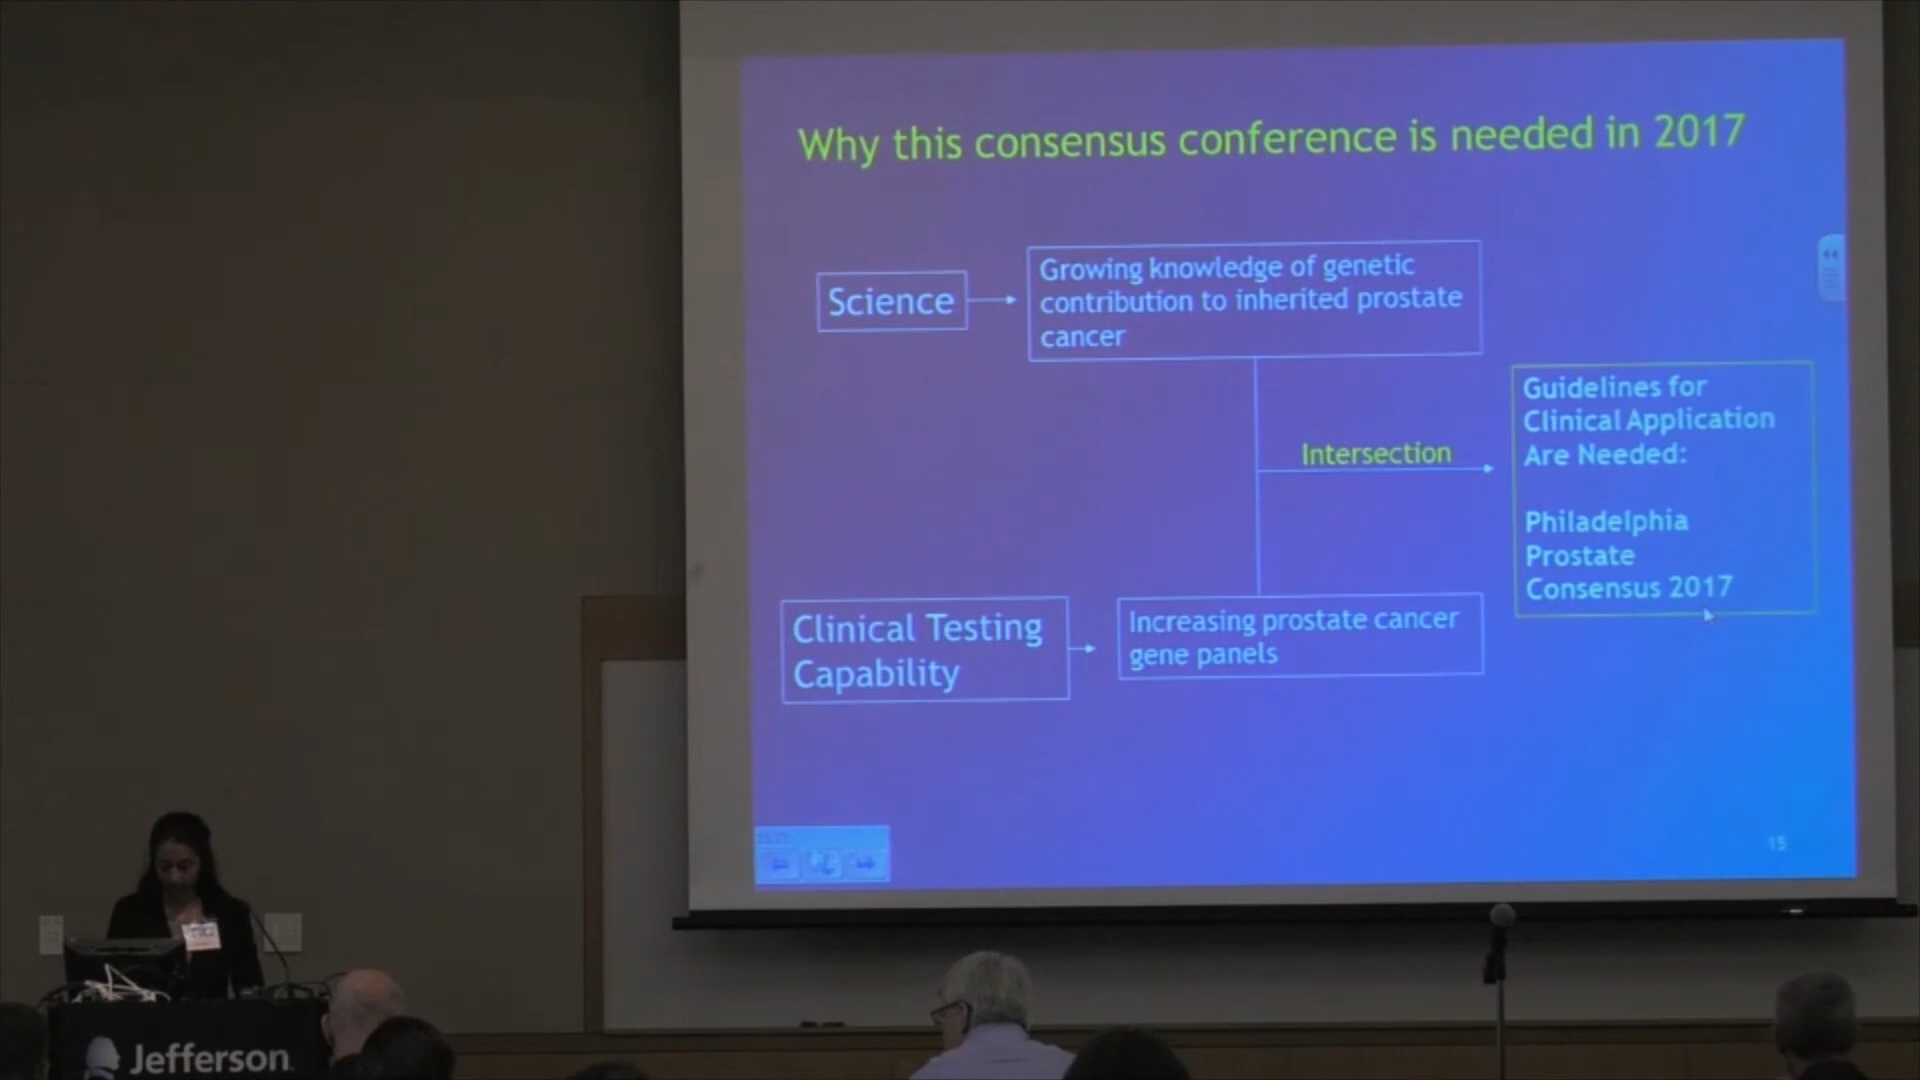 Why this consensus conference is needed in 2017
Science
Growing knowledge of genetic
contribution to inherited prostate
cancer
Intersection
Guidelines for
Clinical Application
Are Needed:
Philadelphia
Prostate
Consensus 2017
Clinical Testing
Capability
Increasing prostate cancer
gene panels
15
Jefferson